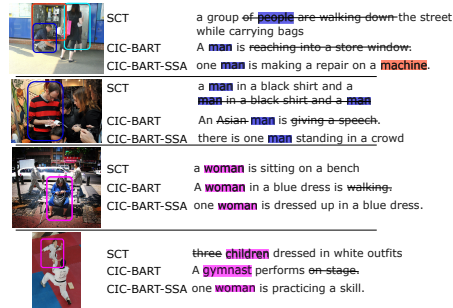 SCT a group of people are walking down the street
while carrying bags
CIC-BART A man is reaching into a store window.
CIC-BART-SSA one man is making a repair on a machine.
SCT a man in a black shirt and a
man in a black shirt and a man
CIC-BART An Asian man is giving a speech.
CIC-BART-SSA there is one man standing in a crowd
SCT a woman is sitting on a bench
CIC-BART A woman in a blue dress is walking.
CIC-BART-SSA one woman is dressed up in a blue dress.
SCT three children dressed in white outfits
CIC-BART A gymnast performs on stage.
CIC-BART-SSA one woman is practicing a skill.